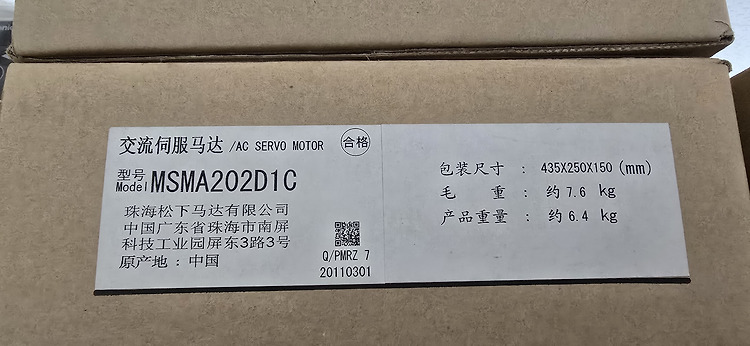 交流伺服马达 /AC SERVO MOTOR 合格
型号 Model MSMA202D1C
珠海松下马达有限公司
中国广东省珠海市南屏
科技工业园屏东3路3号
原产地 : 中国
Q/PMRZ 7
20110301
包装尺寸 : 435X250X150 (mm)
毛 重 : 约 7.6 kg
产品重量 : 约 6.4 kg